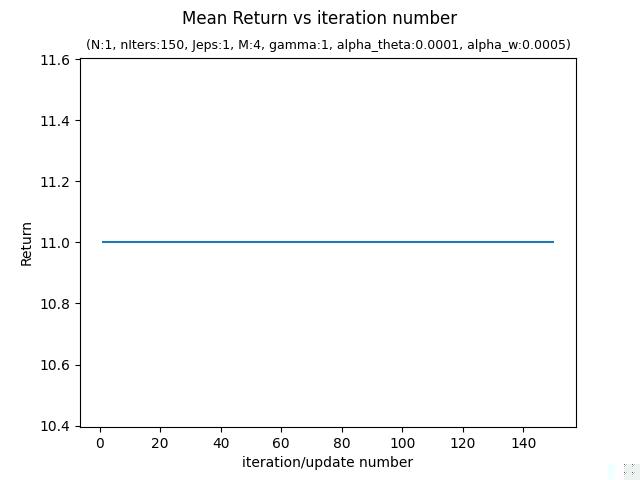 Mean Return vs iteration number
(N:1, nIters:150, Jeps:1, M:4, gamma:1, alpha_theta:0.0001, alpha_w:0.0005)
11.6
11.4
11.2
11.0
10.8
10.6
10.4
Return
0 20 40 60 80 100 120 140
iteration/update number